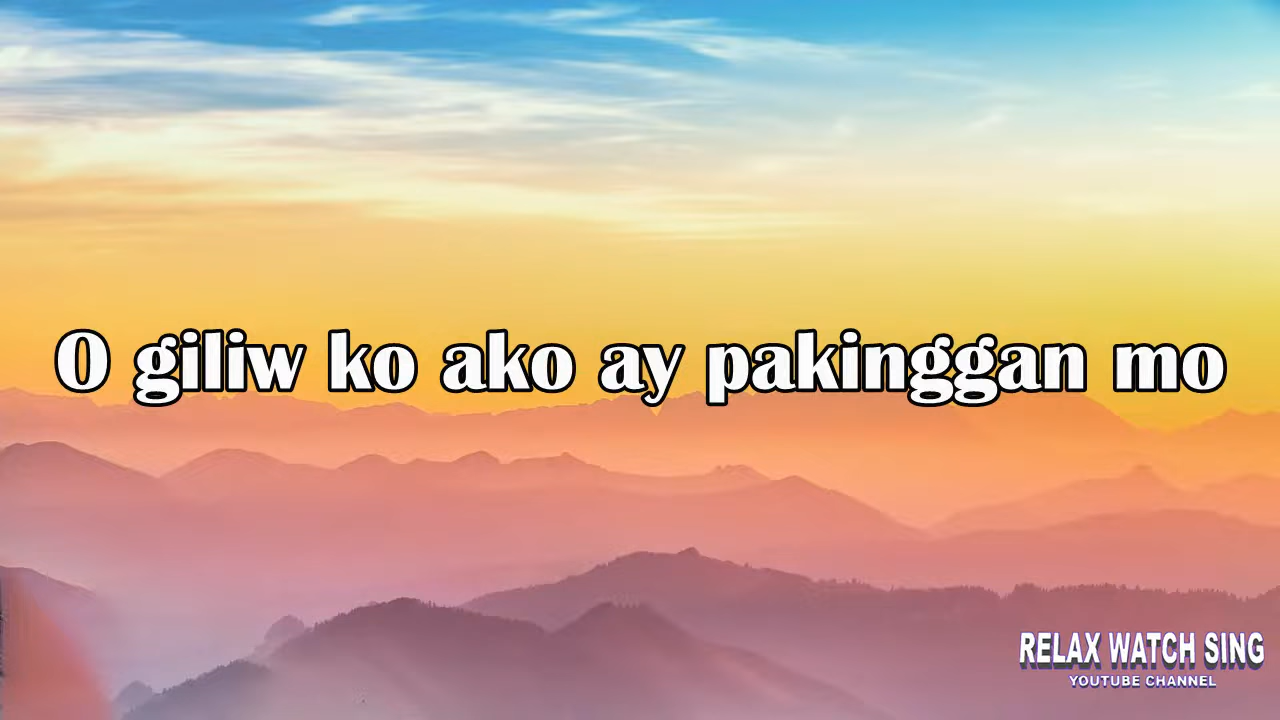 O giliw ko ako ay pakinggan mo
RELAX WATCH SING
YOUTUBE CHANNEL